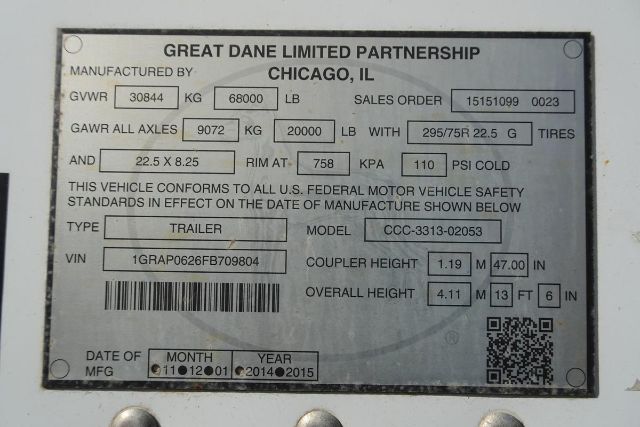 GREAT DANE LIMITED PARTNERSHIP
MANUFACTURED BY CHICAGO, IL
GVWR 30844 KG 68000 LB SALES ORDER 15151099 0023
GAWR ALL AXLES 9072 KG 20000 LB WITH 295/75R 22.5 G TIRES
AND 22.5 X 8.25 RIM AT 758 KPA 110 PSI COLD
THIS VEHICLE CONFORMS TO ALL U.S. FEDERAL MOTOR VEHICLE SAFETY
STANDARDS IN EFFECT ON THE DATE OF MANUFACTURE SHOWN BELOW
TYPE TRAILER MODEL CCC-3313-02053
VIN 1GRAP0626FB709804 COUPLER HEIGHT 1.19 M 47.00 IN
OVERALL HEIGHT 4.11 M 13 FT 6 IN
®
DATE OF MFG MONTH YEAR
11 12 01 2014 2015